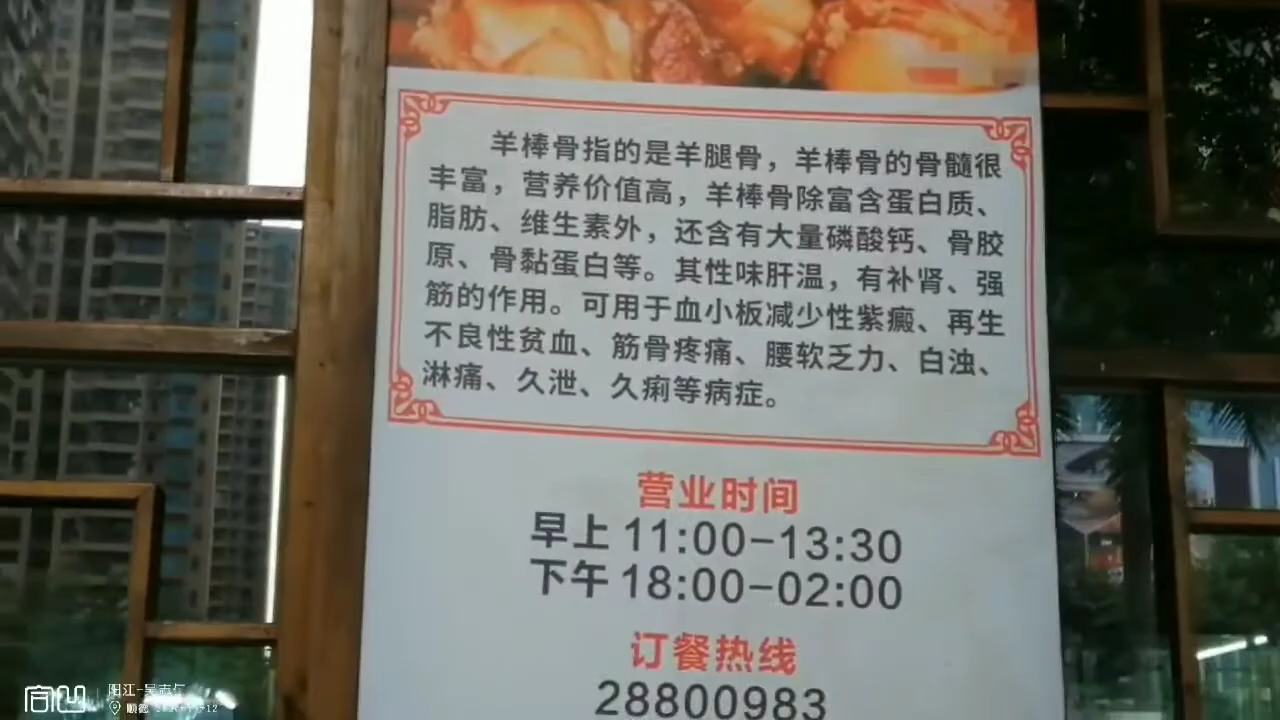 羊棒骨指的是羊腿骨，羊棒骨的骨髓很
丰富，营养价值高，羊棒骨除富含蛋白质、
脂肪、维生素外，还含有大量磷酸钙、骨胶
原、骨黏蛋白等。其性味肝温，有补肾、强
筋的作用。可用于血小板减少性紫癜、再生
不良性贫血、筋骨疼痛、腰软乏力、白浊、
淋痛、久泄、久痢等病症。
营业时间
早上 11:00-13:30
下午 18:00-02:00
订餐热线
28800983
阳江-吴志
顺德